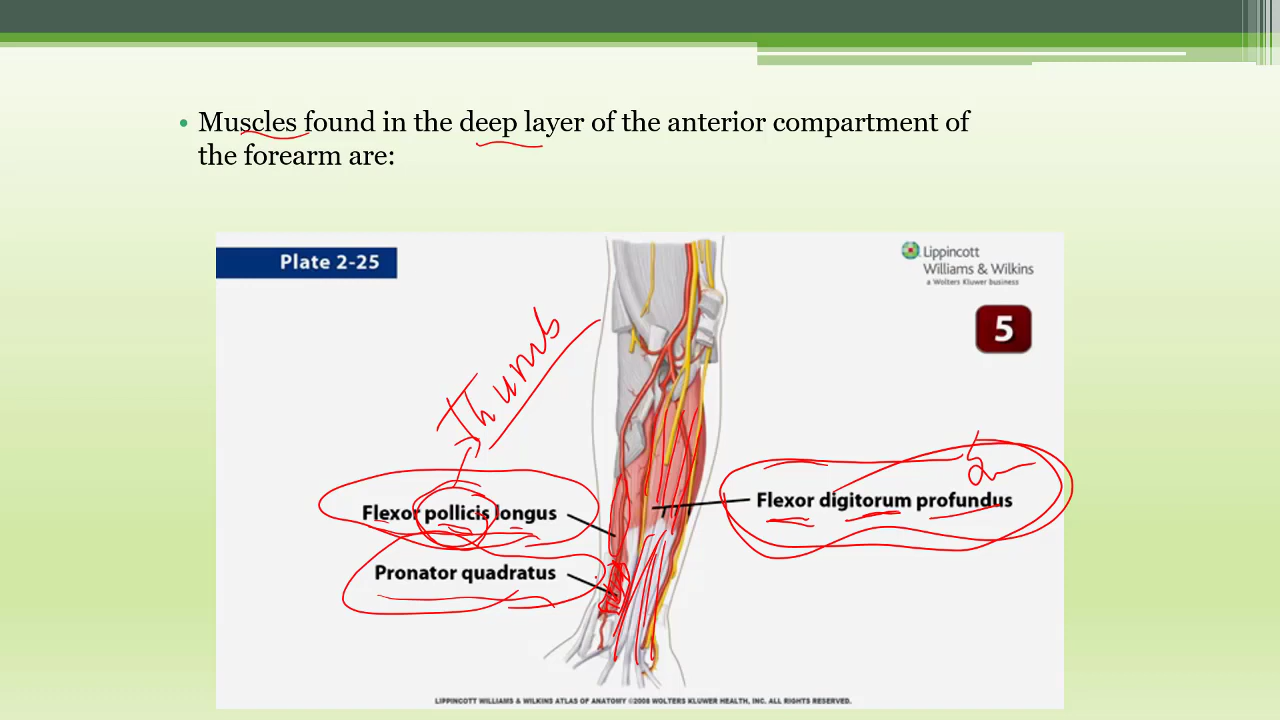 • Muscles found in the deep layer of the anterior compartment of
the forearm are:
Plate 2-25
Lippincott
Williams & Wilkins
a Wolters Kluwer business
5
Thumb
Flexor digitorum profundus
Flexor pollicis longus
Pronator quadratus
LIPPINCOTT WILLIAMS & WILKINS ATLAS OF ANATOMY ©2008 WOLTERS KLUWER HEALTH, INC. ALL RIGHTS RESERVED.